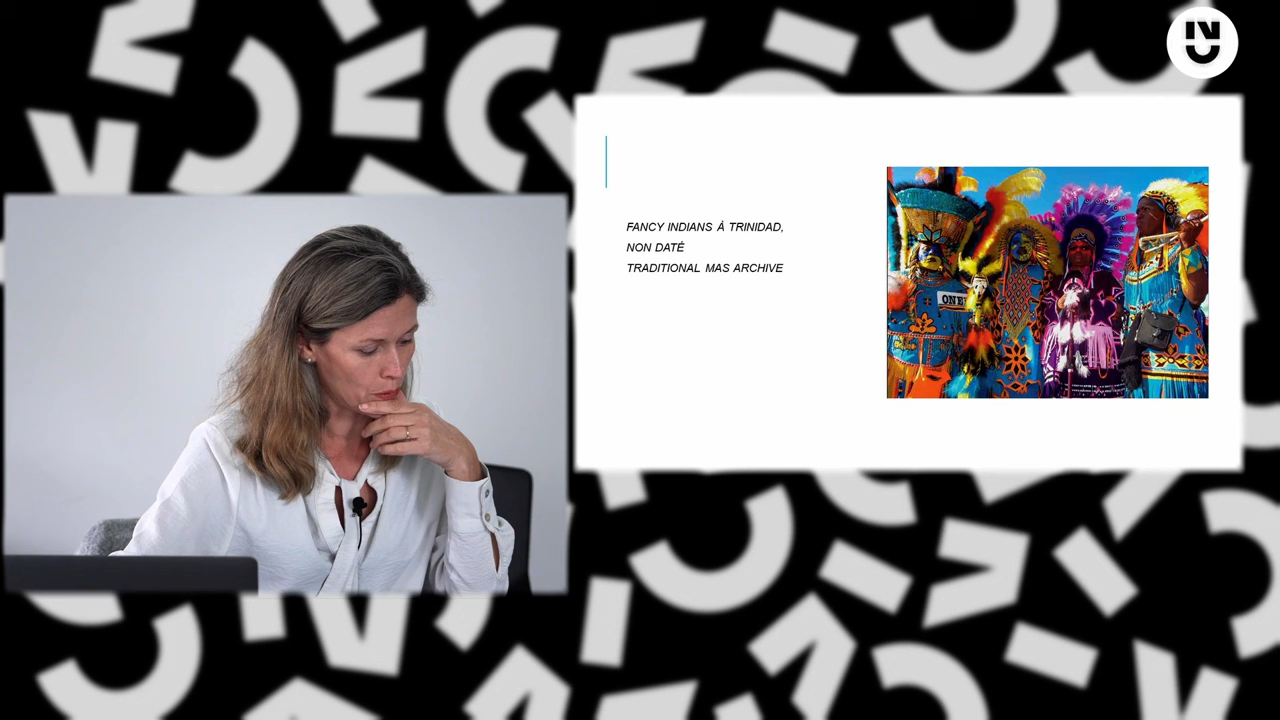 FANCY INDIANS À TRINIDAD,
NON DATÉ
TRADITIONAL MAS ARCHIVE